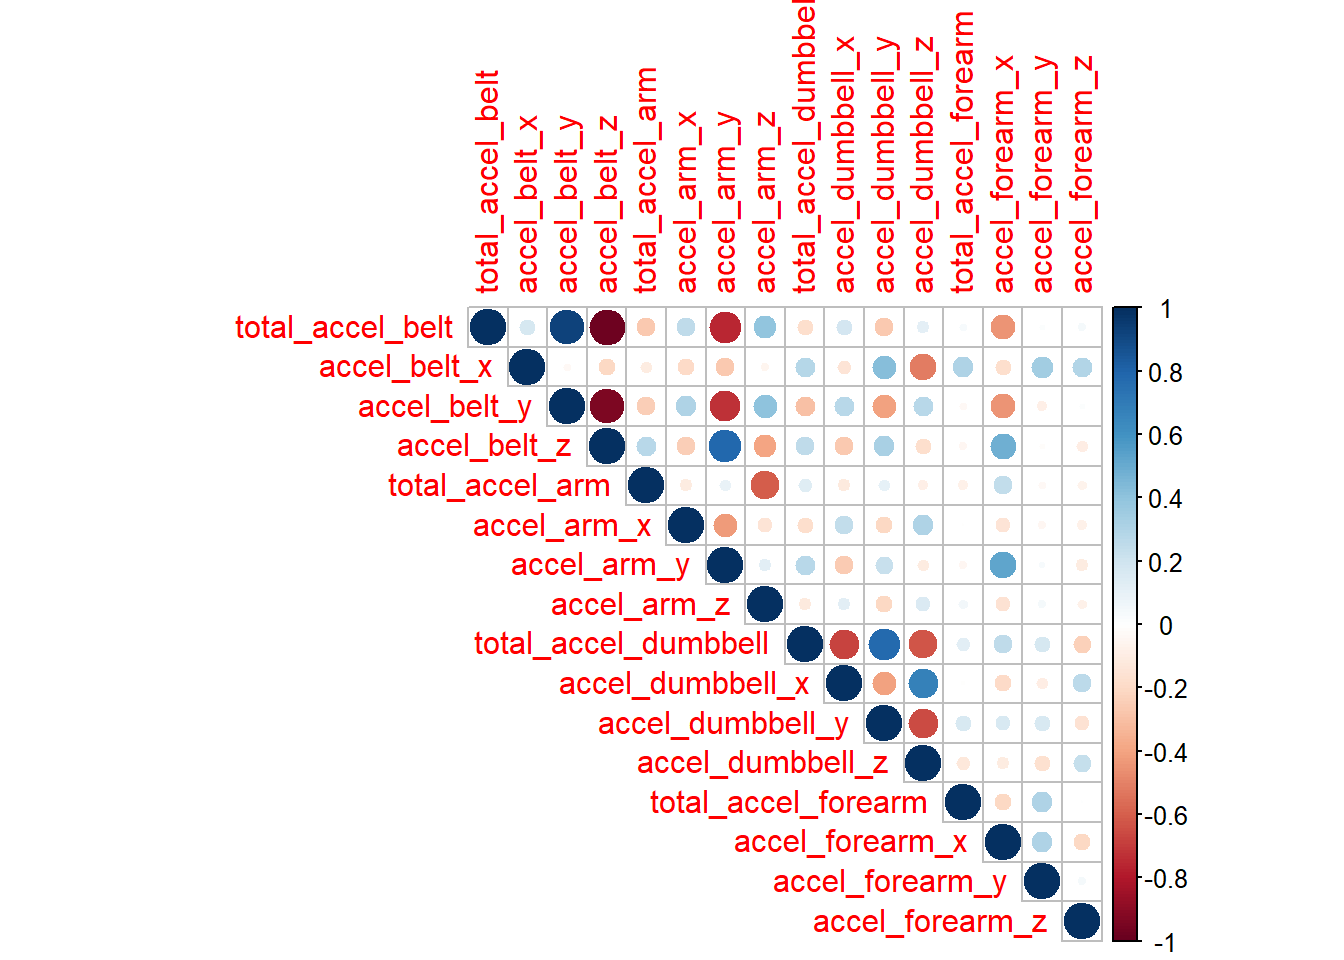 total_accel_belt
accel_belt_x
accel_belt_y
accel_belt_z
total_accel_arm
accel_arm_x
accel_arm_y
accel_arm_z
total_accel_dumbbel
accel_dumbbell_x
accel_dumbbell_y
accel_dumbbell_z
total_accel_forearm
accel_forearm_x
accel_forearm_y
accel_forearm_z
total_accel_belt
accel_belt_x
accel_belt_y
accel_belt_z
total_accel_arm
accel_arm_x
accel_arm_y
accel_arm_z
total_accel_dumbbell
accel_dumbbell_x
accel_dumbbell_y
accel_dumbbell_z
total_accel_forearm
accel_forearm_x
accel_forearm_y
accel_forearm_z
1
0.8
0.6
0.4
0.2
0
-0.2
-0.4
-0.6
-0.8
-1